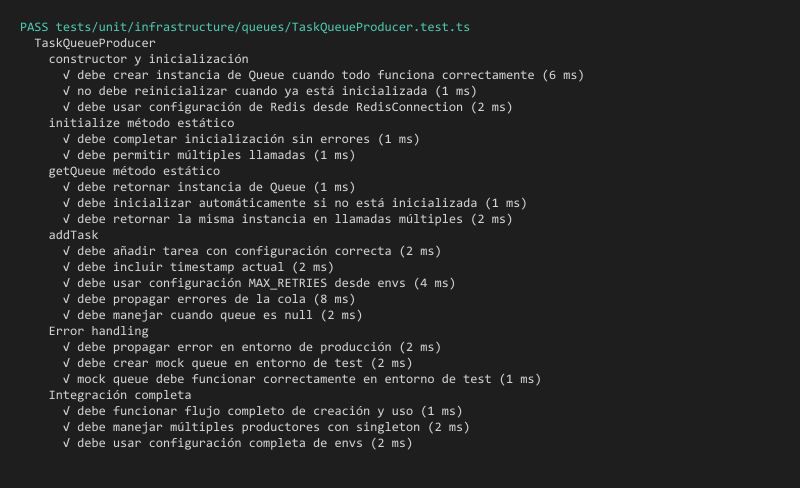 PASS tests/unit/infrastructure/queues/TaskQueueProducer.test.ts
TaskQueueProducer
constructor y inicialización
√ debe crear instancia de Queue cuando todo funciona correctamente (6 ms)
√ no debe reinicializar cuando ya está inicializada (1 ms)
√ debe usar configuración de Redis desde RedisConnection (2 ms)
initialize método estático
√ debe completar inicialización sin errores (1 ms)
√ debe permitir múltiples llamadas (1 ms)
getQueue método estático
√ debe retornar instancia de Queue (1 ms)
√ debe inicializar automáticamente si no está inicializada (1 ms)
√ debe retornar la misma instancia en llamadas múltiples (2 ms)
addTask
√ debe añadir tarea con configuración correcta (2 ms)
√ debe incluir timestamp actual (2 ms)
√ debe usar configuración MAX_RETRIES desde envs (4 ms)
√ debe propagar errores de la cola (8 ms)
√ debe manejar cuando queue es null (2 ms)
Error handling
√ debe propagar error en entorno de producción (2 ms)
√ debe crear mock queue en entorno de test (2 ms)
√ mock queue debe funcionar correctamente en entorno de test (1 ms)
Integración completa
√ debe funcionar flujo completo de creación y uso (1 ms)
√ debe manejar múltiples productores con singleton (2 ms)
√ debe usar configuración completa de envs (2 ms)